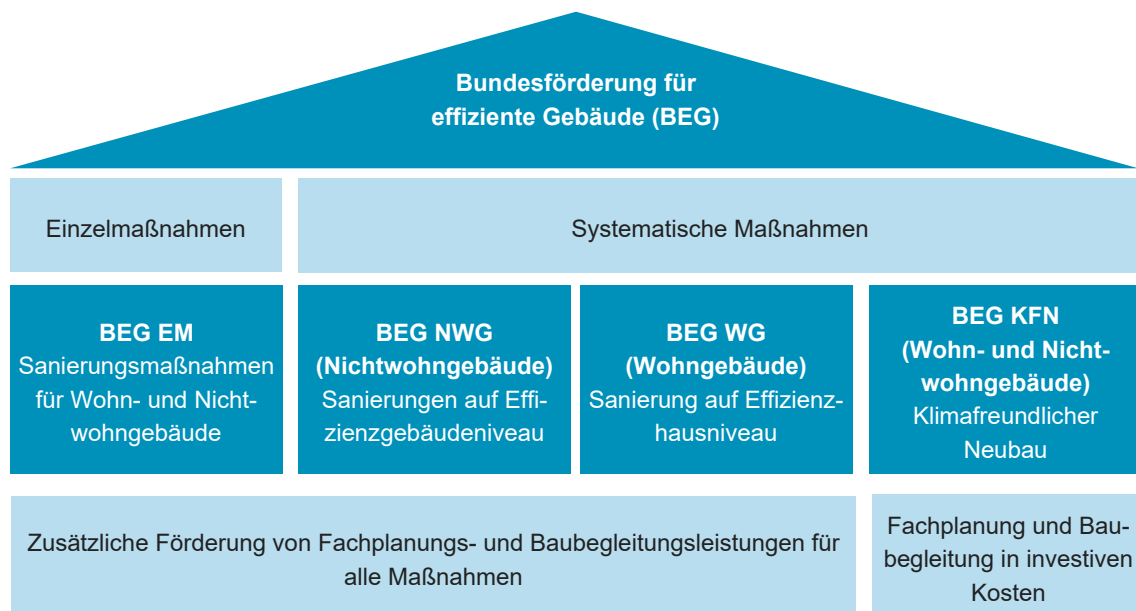 Bundesförderung für
effiziente Gebäude (BEG)
Einzelmaßnahmen
Systematische Maßnahmen
BEG EM
Sanierungsmaßnahmen
für Wohn- und Nicht-
wohngebäude
BEG NWG
(Nichtwohngebäude)
Sanierungen auf Effi-
zienzgebäudeniveau
BEG WG
(Wohngebäude)
Sanierung auf Effizienz-
hausniveau
BEG KFN
(Wohn- und Nicht-
wohngebäude)
Klimafreundlicher
Neubau
Zusätzliche Förderung von Fachplanungs- und Baubegleitungsleistungen für
alle Maßnahmen
Fachplanung und Bau-
begleitung in investiven
Kosten